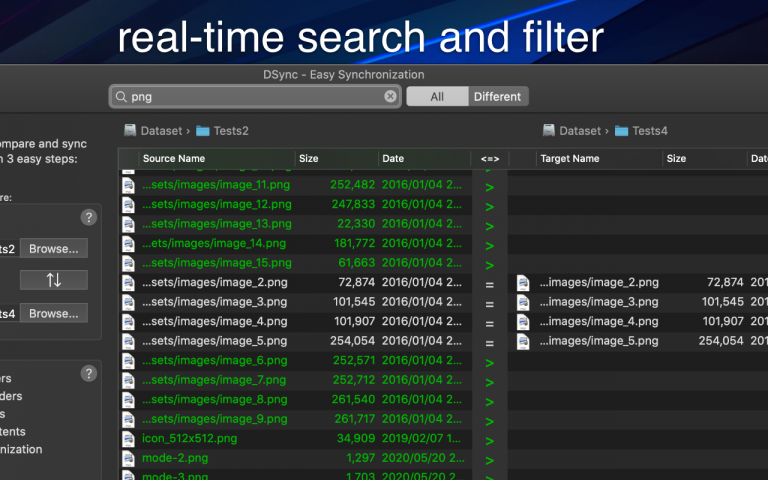 real-time search and filter
DSync - Easy Synchronization
png
All Different
Dataset › Tests2
Dataset › Tests4
ompare and sync
n 3 easy steps:
re:
?
ts2 Browse...
ts4 Browse...
?
ers
ders
s
tents
nization
Source Name Size Date <=> Target Name Size Dat
...sets/images/image_11.png 252,482 2016/01/04 2... >
...sets/images/image_12.png 247,833 2016/01/04 2... >
...sets/images/image_13.png 22,330 2016/01/04 2... >
...ets/images/image_14.png 181,772 2016/01/04 2... >
...sets/images/image_15.png 61,663 2016/01/04 2... >
...sets/images/image_2.png 72,874 2016/01/04 2... = ...images/image_2.png 72,874 201
...sets/images/image_3.png 101,545 2016/01/04 2... = ...images/image_3.png 101,545 201
...sets/images/image_4.png 101,907 2016/01/04 2... = ...images/image_4.png 101,907 201
...sets/images/image_5.png 254,054 2016/01/04 2... = ...images/image_5.png 254,054 201
...sets/images/image_6.png 252,571 2016/01/04 2... >
...sets/images/image_7.png 252,712 2016/01/04 2... >
...sets/images/image_8.png 261,540 2016/01/04 2... >
...sets/images/image_9.png 261,717 2016/01/04 2... >
icon_512x512.png 34,909 2019/02/07 1... >
mode-2.png 1,297 2020/05/20 2... >
mode-3.png 1,703 2020/05/20 2... >